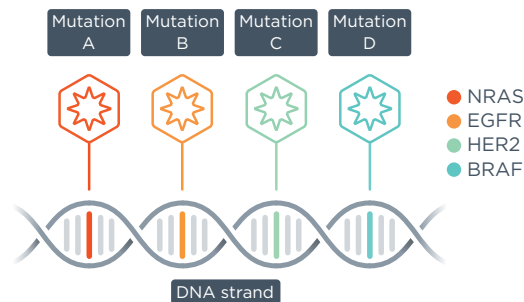 Mutation
A
Mutation
B
Mutation
C
Mutation
D
NRAS
EGFR
HER2
BRAF
DNA strand